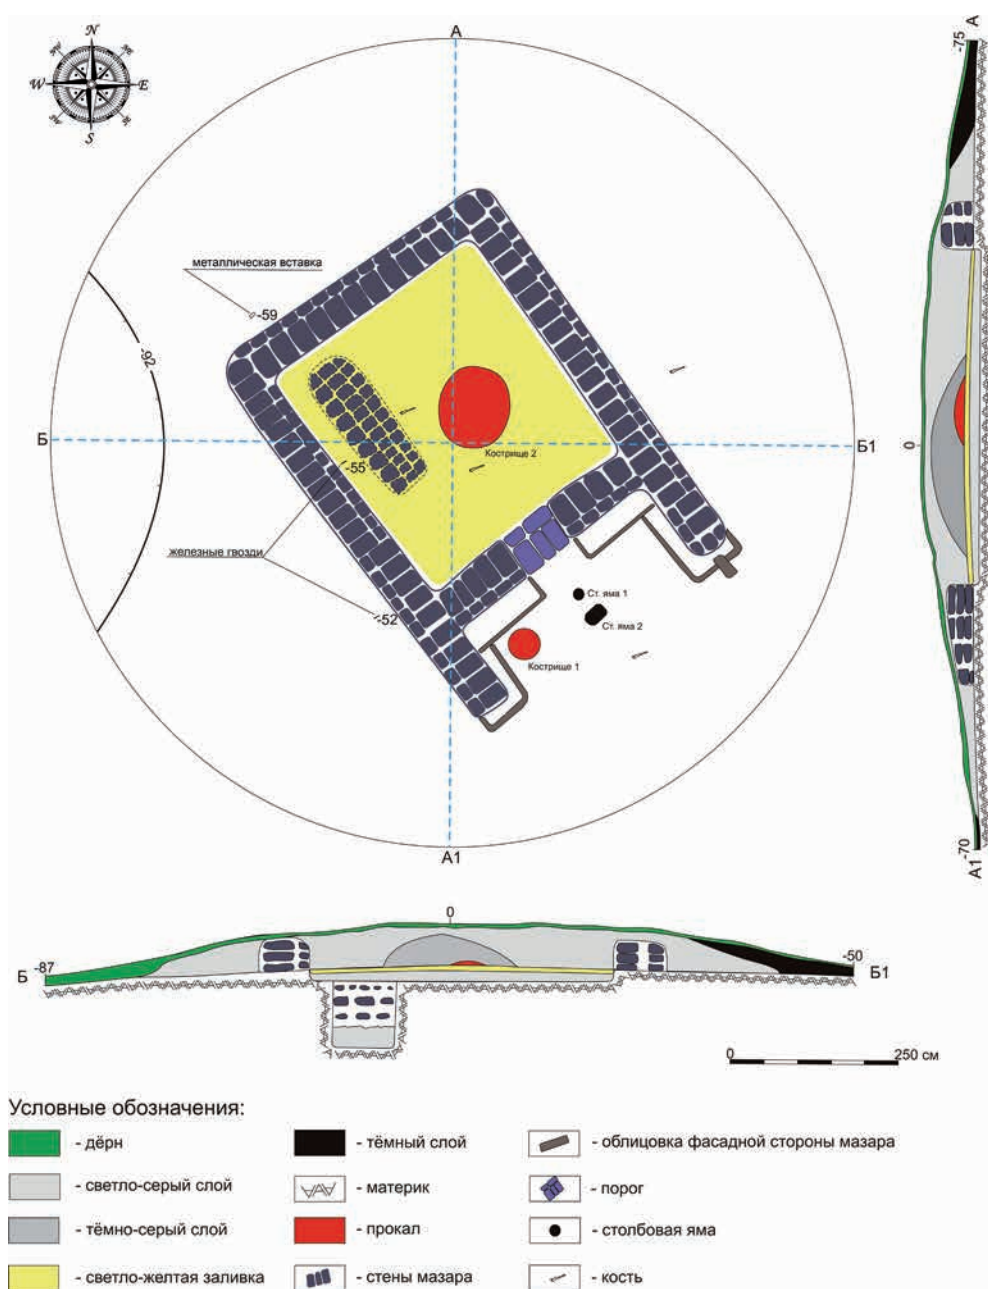 N
W E
S
А
-75
А
металлическая вставка
-59
-92
Б
Б1
0
Кострище 2
-55
железные гвозди
-52
Ст. яма 1
Ст. яма 2
Кострище 1
А1
-70
А1
0
Б -87
-50 Б1
0 250 см
Условные обозначения:
- дёрн
- светло-серый слой
- тёмно-серый слой
- светло-желтая заливка
- тёмный слой
- материк
- прокал
- стены мазара
- облицовка фасадной стороны мазара
- порог
- столбовая яма
- кость